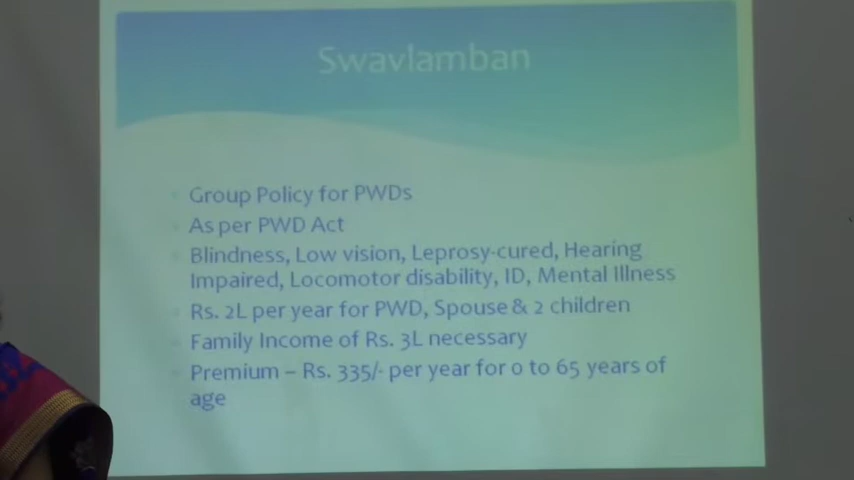 Swavlamban
Group Policy for PWDs
As per PWD Act
Blindness, Low vision, Leprosy-cured, Hearing
Impaired, Locomotor disability, ID, Mental Illness
Rs. 2L per year for PWD, Spouse & 2 children
Family Income of Rs. 3L necessary
Premium – Rs. 335/- per year for 0 to 65 years of
age